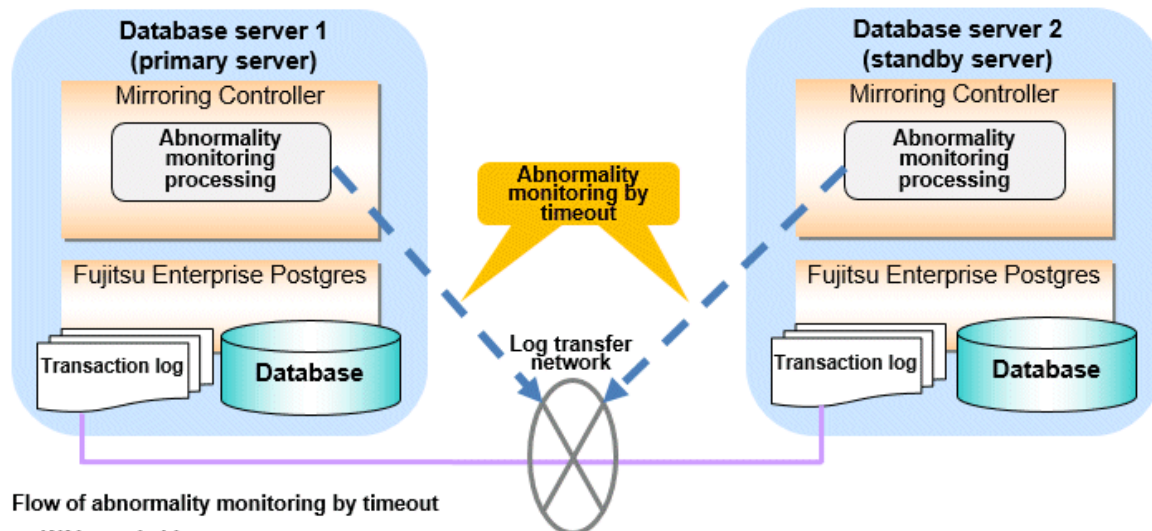 Database server 1
(primary server)
Mirroring Controller
Abnormality
monitoring
processing
Fujitsu Enterprise Postgres
Transaction log
Database
Abnormality
monitoring by
timeout
Log transfer
network
Database server 2
(standby server)
Mirroring Controller
Abnormality
monitoring
processing
Fujitsu Enterprise Postgres
Transaction log
Database
Flow of abnormality monitoring by timeout